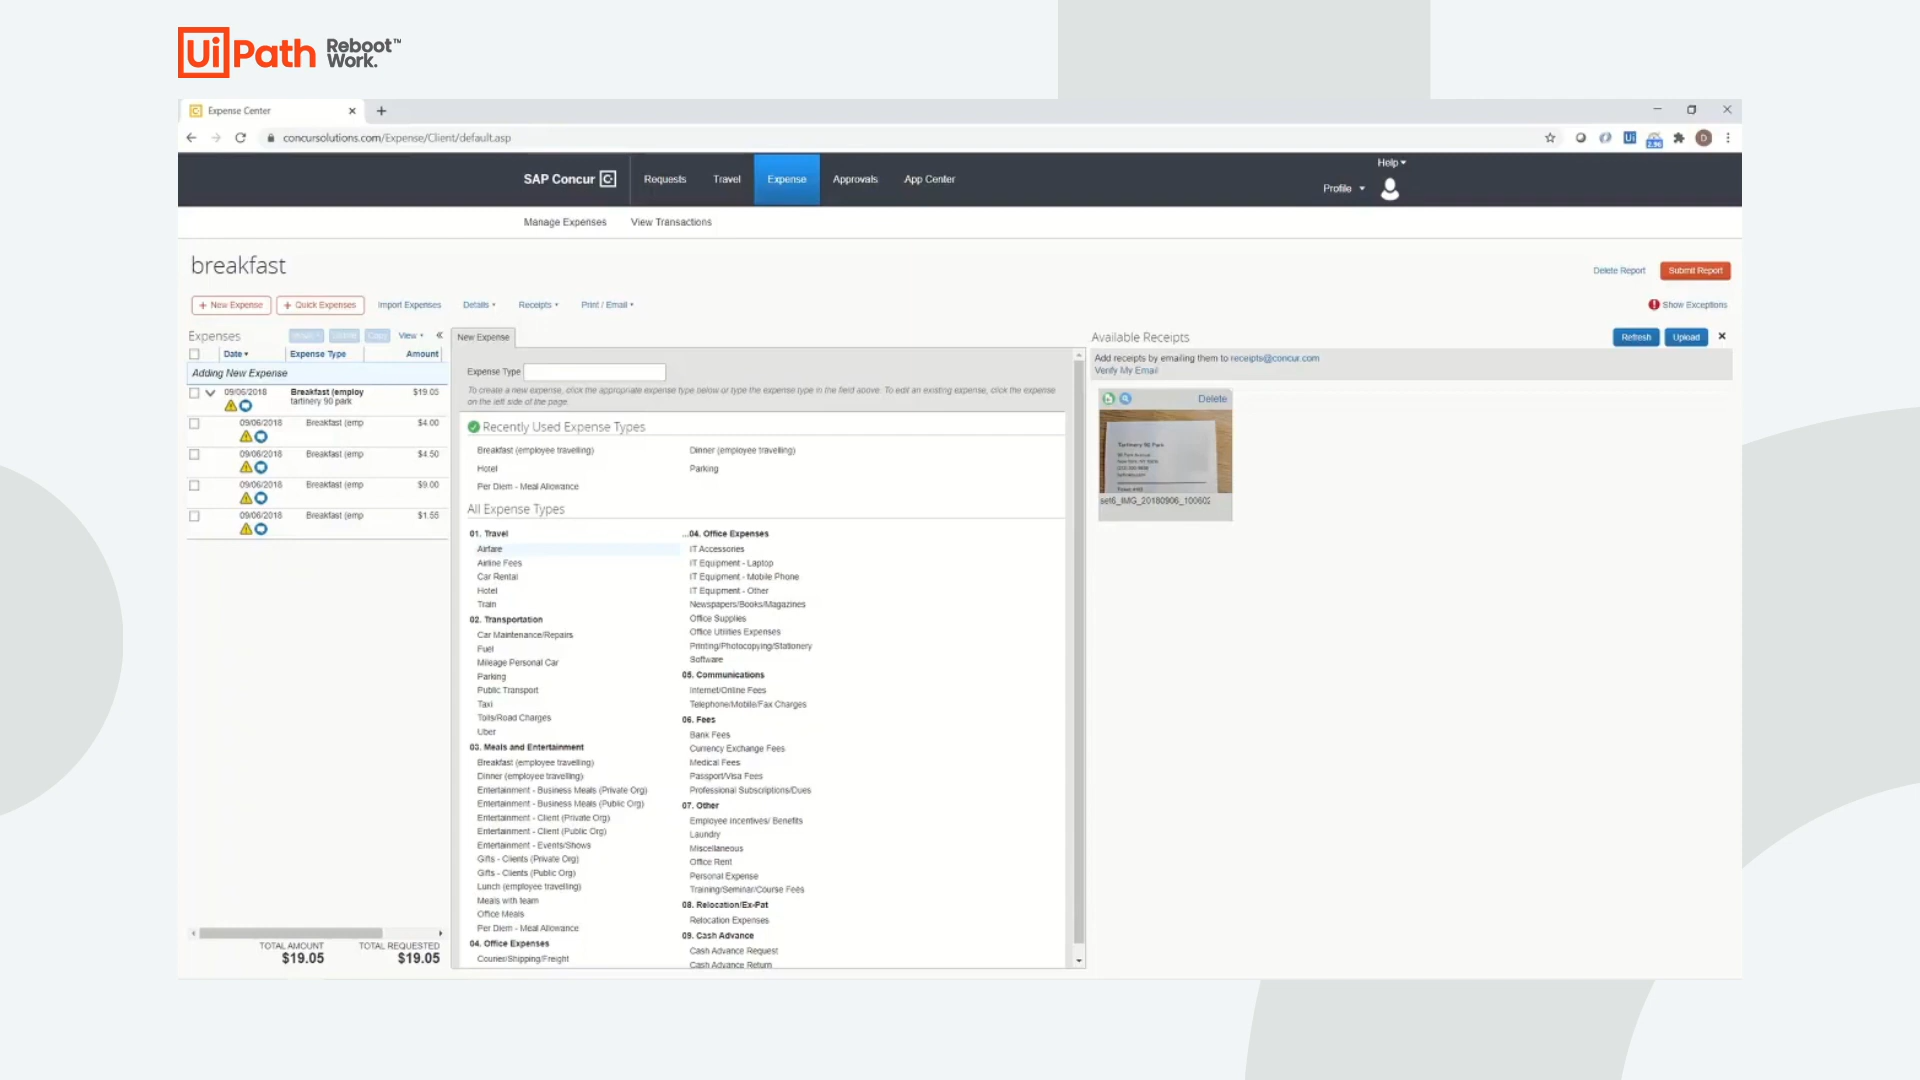 UiPath Reboot™ Work.
Expense Center
concursolutions.com/Expense/Client/default.asp
Ui
2.96
D
Help
SAP Concur C
Requests
Travel
Expense
Approvals
App Center
Profile
Manage Expenses
View Transactions
breakfast
Delete Report
Submit Report
+ New Expense
+ Quick Expenses
Import Expenses
Details
Receipts
Print / Email
Show Exceptions
Expenses
View
Date
Expense Type
Amount
Adding New Expense
09/06/2018 Breakfast (employ $19.05
tartinery 90 park
09/06/2018 Breakfast (emp $4.00
09/06/2018 Breakfast (emp $4.50
09/06/2018 Breakfast (emp $9.00
09/06/2018 Breakfast (emp $1.55
TOTAL AMOUNT
$19.05
TOTAL REQUESTED
$19.05
New Expense
Expense Type
To create a new expense, click the appropriate expense type below or type the expense type in the field above. To edit an existing expense, click the expense
on the left side of the page.
Recently Used Expense Types
Breakfast (employee travelling)
Dinner (employee travelling)
Hotel
Parking
Per Diem - Meal Allowance
All Expense Types
01. Travel
Airfare
Airline Fees
Car Rental
Hotel
Train
02. Transportation
Car Maintenance/Repairs
Fuel
Mileage Personal Car
Parking
Public Transport
Taxi
Tolls/Road Charges
Uber
03. Meals and Entertainment
Breakfast (employee travelling)
Dinner (employee travelling)
Entertainment - Business Meals (Private Org)
Entertainment - Business Meals (Public Org)
Entertainment - Client (Private Org)
Entertainment - Client (Public Org)
Entertainment - Events/Shows
Gifts - Clients (Private Org)
Gifts - Clients (Public Org)
Lunch (employee travelling)
Meals with team
Office Meals
Per Diem - Meal Allowance
04. Office Expenses
Courier/Shipping/Freight
...04. Office Expenses
IT Accessories
IT Equipment - Laptop
IT Equipment - Mobile Phone
IT Equipment - Other
Newspapers/Books/Magazines
Office Supplies
Office Utilities Expenses
Printing/Photocopying/Stationery
Software
05. Communications
Internet/Online Fees
Telephone/Mobile/Fax Charges
06. Fees
Bank Fees
Currency Exchange Fees
Medical Fees
Passport/Visa Fees
Professional Subscriptions/Dues
07. Other
Employee Incentives/ Benefits
Laundry
Miscellaneous
Office Rent
Personal Expense
Training/Seminar/Course Fees
08. Relocation/Ex-Pat
Relocation Expenses
09. Cash Advance
Cash Advance Request
Cash Advance Return
Available Receipts
Refresh
Upload
Add receipts by emailing them to receipts@concur.com
Verify My Email
Delete
Tartinery 90 Park
set6_IMG_20180906_10060